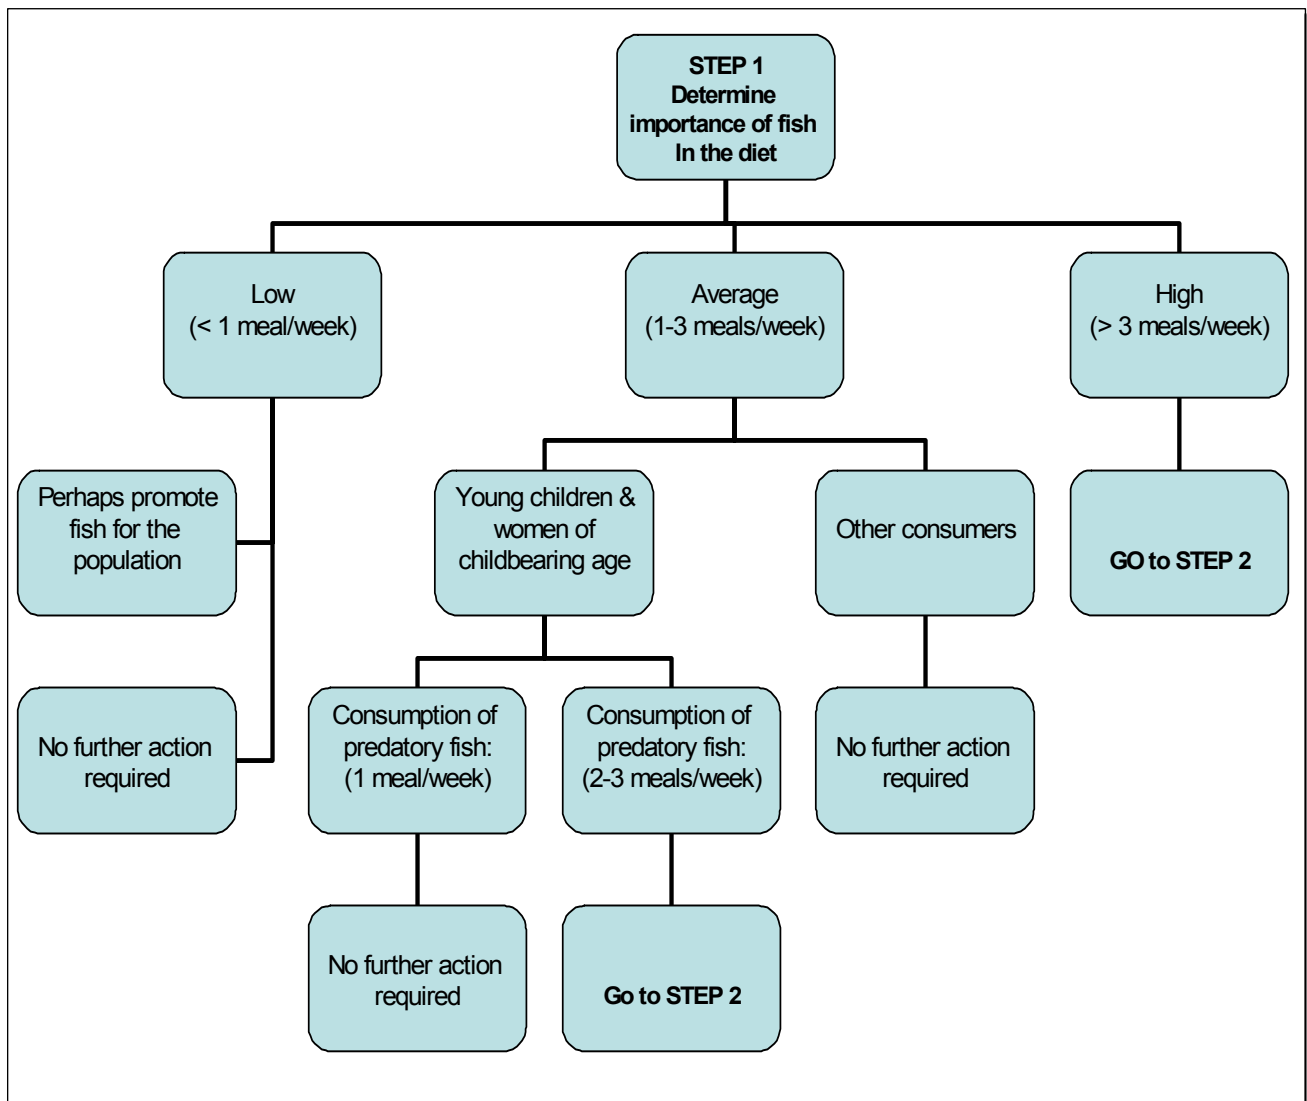 STEP 1
Determine
importance of fish
In the diet
Low
(< 1 meal/week)
Average
(1-3 meals/week)
High
(> 3 meals/week)
Perhaps promote
fish for the
population
Young children &
women of
childbearing age
Other consumers
GO to STEP 2
No further action
required
Consumption of
predatory fish:
(1 meal/week)
Consumption of
predatory fish:
(2-3 meals/week)
No further action
required
No further action
required
Go to STEP 2